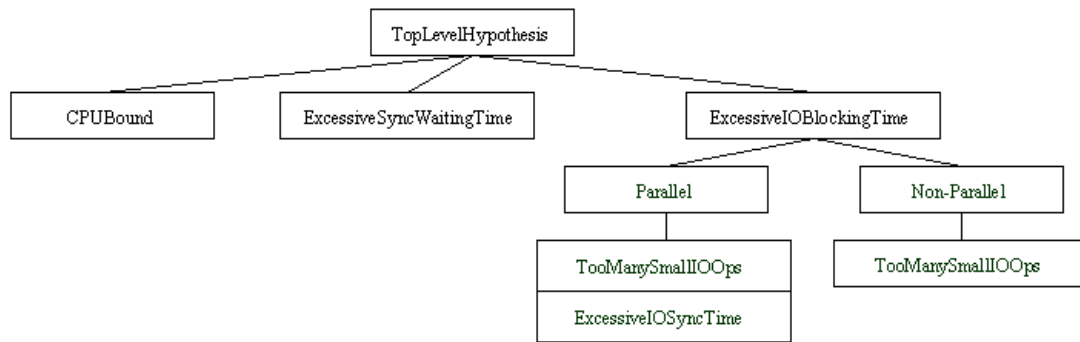 TopLevelHypothesis
CPUBound
ExcessiveSyncWaitingTime
ExcessiveIOBlockingTime
Parallel
Non-Parallel
TooManySmallIOOps
TooManySmallIOOps
ExcessiveIOSyncTime